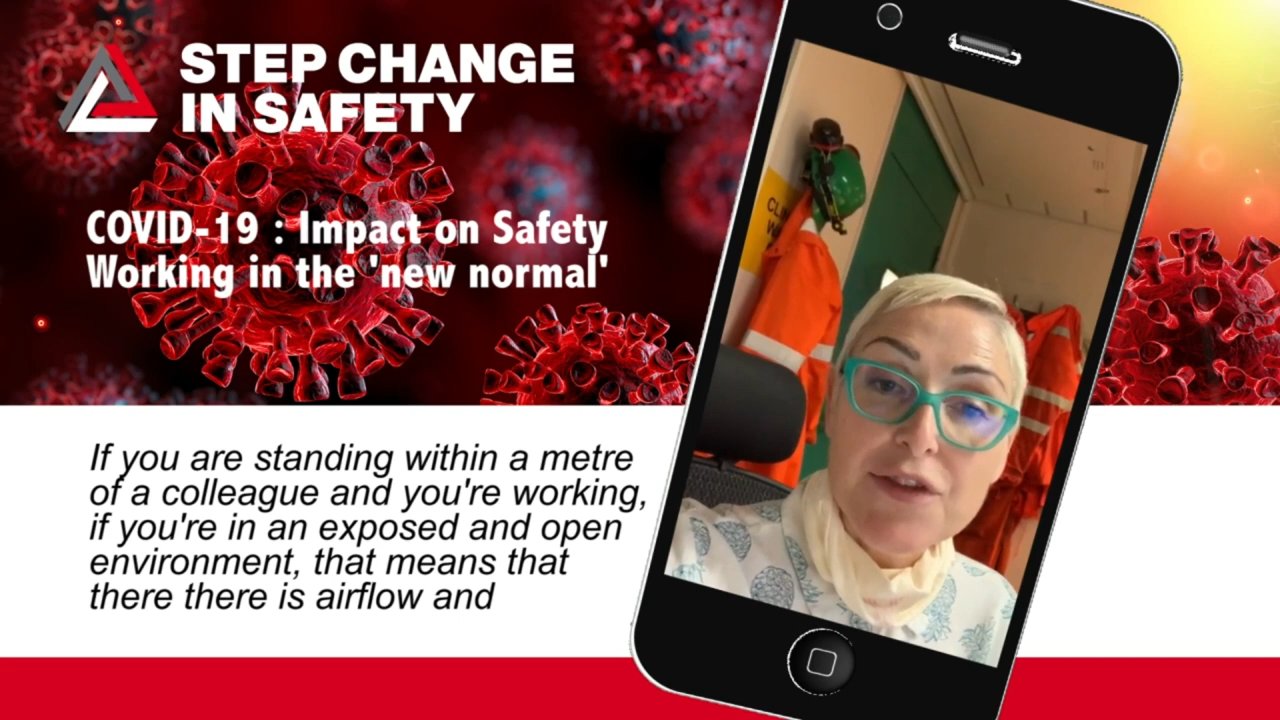 STEP CHANGE
IN SAFETY
COVID-19 : Impact on Safety
Working in the 'new normal'
If you are standing within a metre
of a colleague and you're working,
if you're in an exposed and open
environment, that means that
there there is airflow and